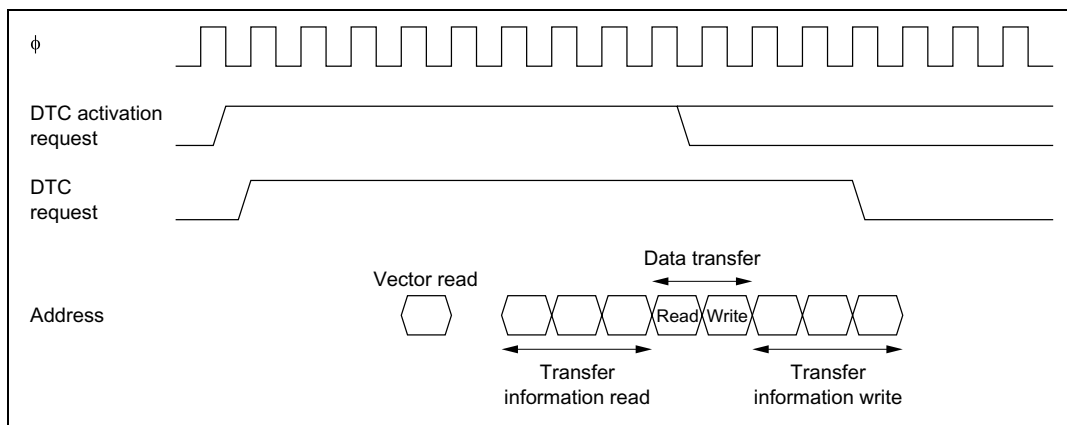 ϕ
DTC activation
request
DTC
request
Data transfer
Vector read
Address
Read
Write
Transfer
information read
Transfer
information write